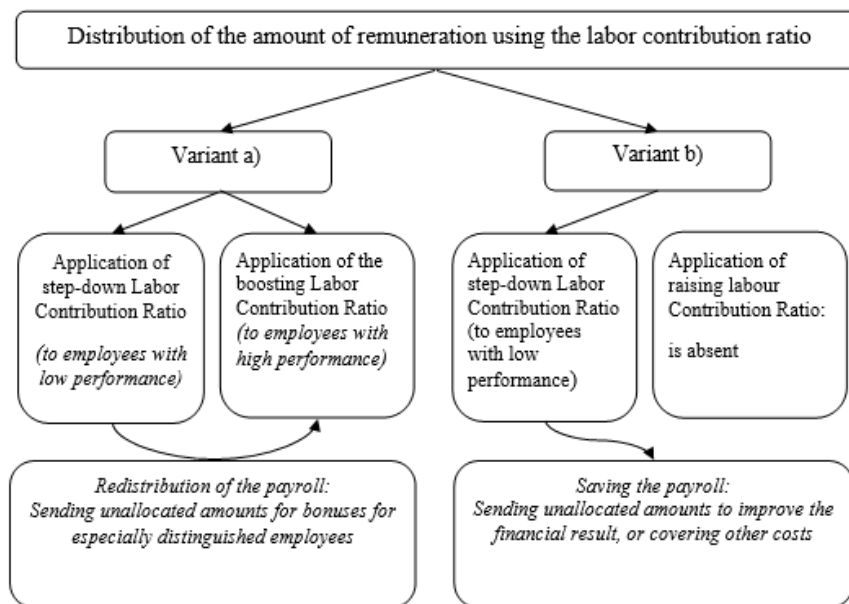 Distribution of the amount of remuneration using the labor contribution ratio
Variant a)
Variant b)
Application of
step-down Labor
Contribution Ratio
(to employees with
low performance)
Application of the
boosting Labor
Contribution Ratio
(to employees with
high performance)
Application of
step-down Labor
Contribution Ratio
(to employees
with low
performance)
Application of
raising labour
Contribution Ratio:
is absent
Redistribution of the payroll:
Sending unallocated amounts for bonuses for
especially distinguished employees
Saving the payroll:
Sending unallocated amounts to improve the
financial result, or covering other costs